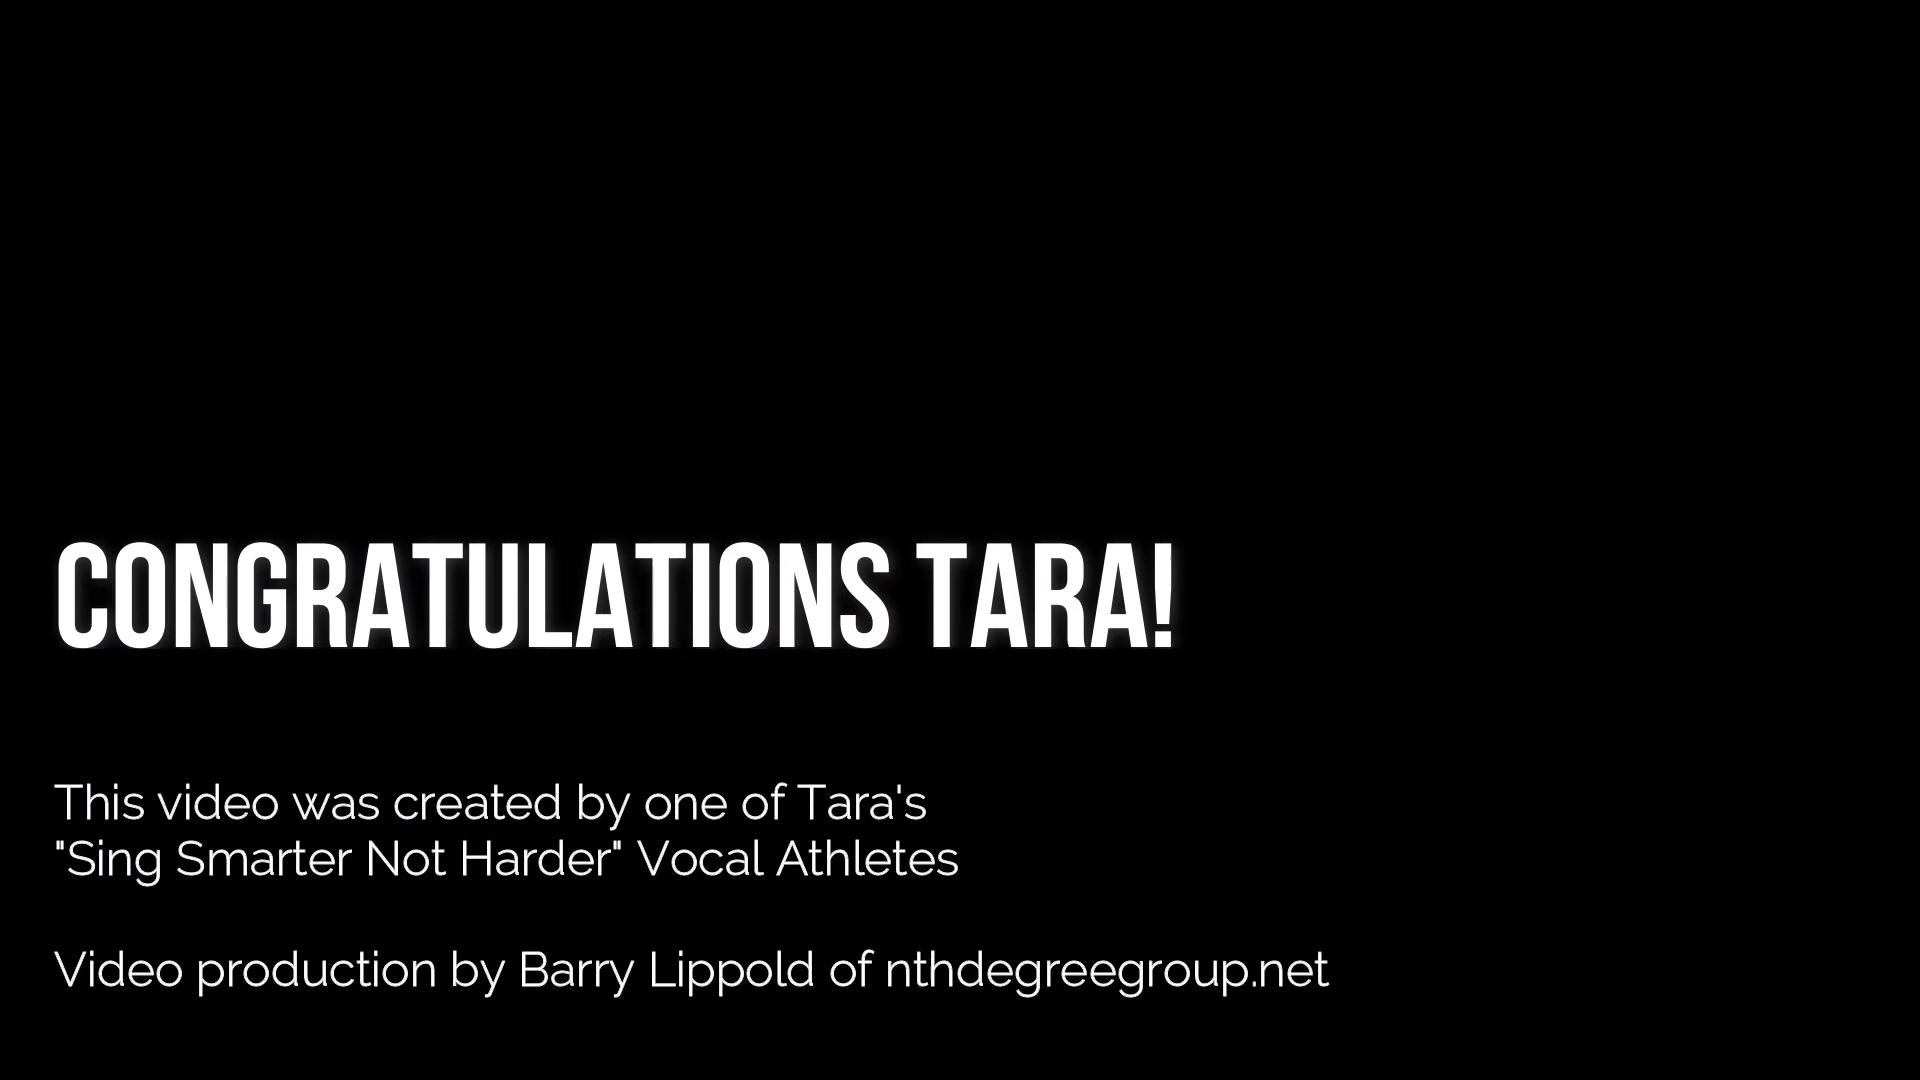 CONGRATULATIONS TARA!
This video was created by one of Tara's
"Sing Smarter Not Harder" Vocal Athletes
Video production by Barry Lippold of nthdegreegroup.net